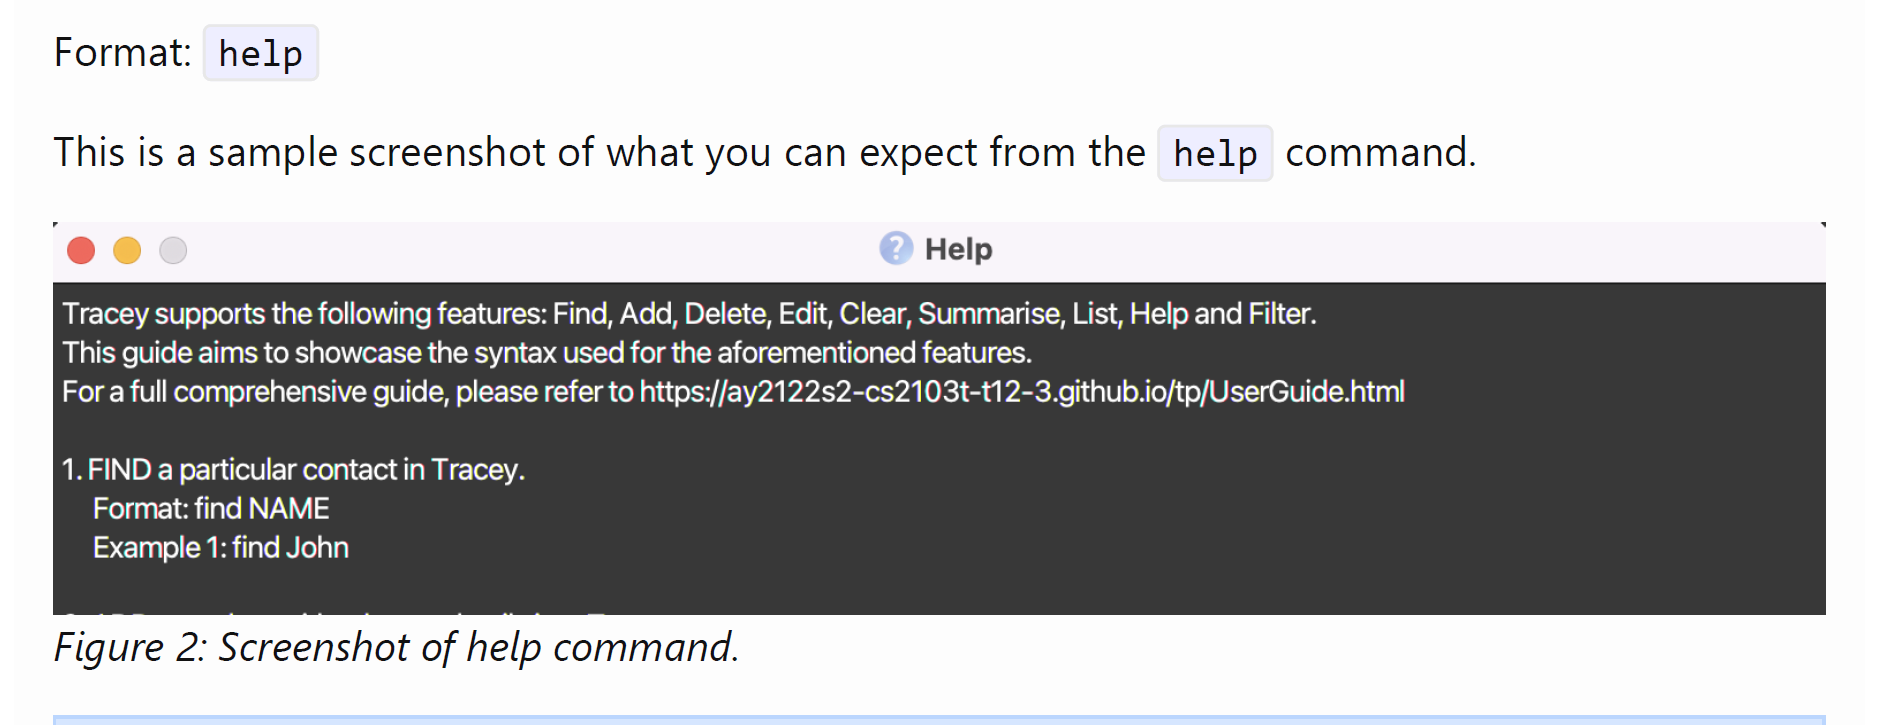 Format: help
This is a sample screenshot of what you can expect from the help command.
Help
Tracey supports the following features: Find, Add, Delete, Edit, Clear, Summarise, List, Help and Filter.
This guide aims to showcase the syntax used for the aforementioned features.
For a full comprehensive guide, please refer to https://ay2122s2-cs2103t-t12-3.github.io/tp/UserGuide.html
1. FIND a particular contact in Tracey.
Format: find NAME
Example 1: find John
Figure 2: Screenshot of help command.